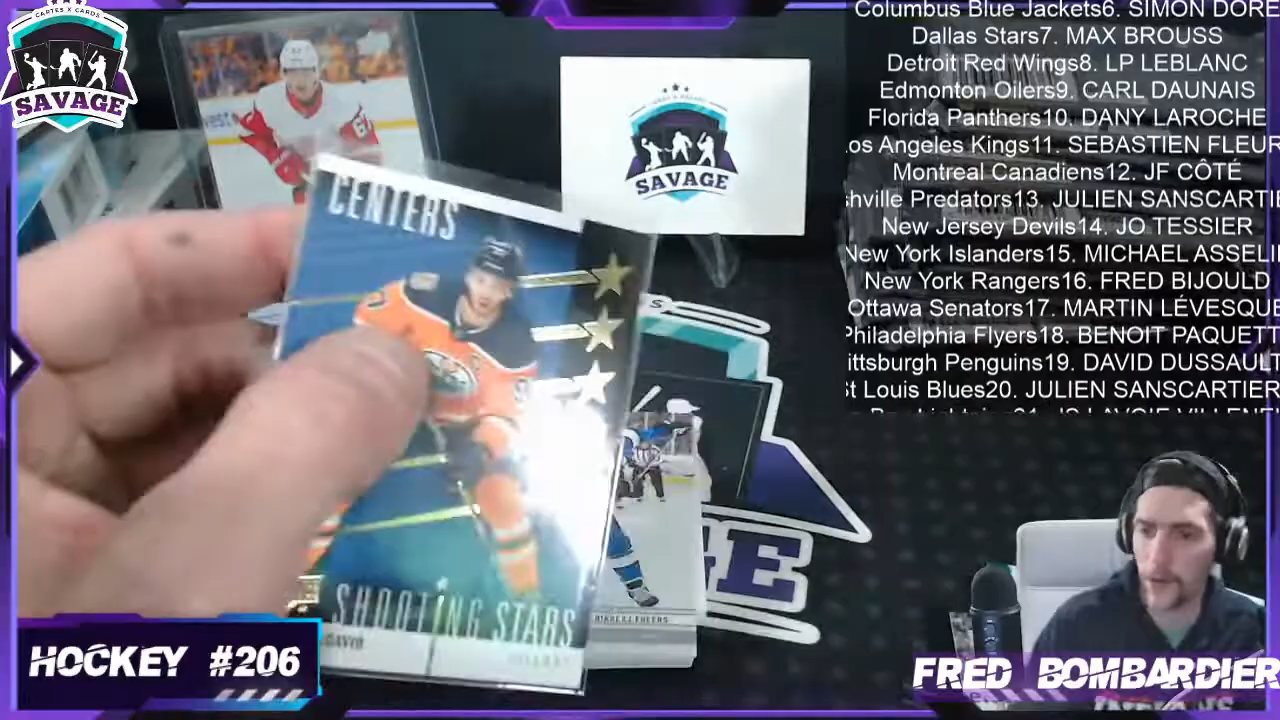 CARTES X CARDS
SAVAGE
SAVAGE
CENTERS
SHOOTING STARS
Columbus Blue Jackets6. SIMON DORE
Dallas Stars7. MAX BROUSS
Detroit Red Wings8. LP LEBLANC
Edmonton Oilers9. CARL DAUNAIS
Florida Panthers10. DANY LAROCHE
os Angeles Kings11. SEBASTIEN FLEUR
Montreal Canadiens12. JF CÔTÉ
shville Predators13. JULIEN SANSCARTIE
New Jersey Devils14. JO TESSIER
New York Islanders15. MICHAEL ASSELI
New York Rangers16. FRED BIJOULD
Ottawa Senators17. MARTIN LÉVESQUE
Philadelphia Flyers18. BENOIT PAQUETT
ittsburgh Penguins19. DAVID DUSSAULT
St Louis Blues20. JULIEN SANSCARTIER
HOCKEY #206
FRED BOMBARDIER